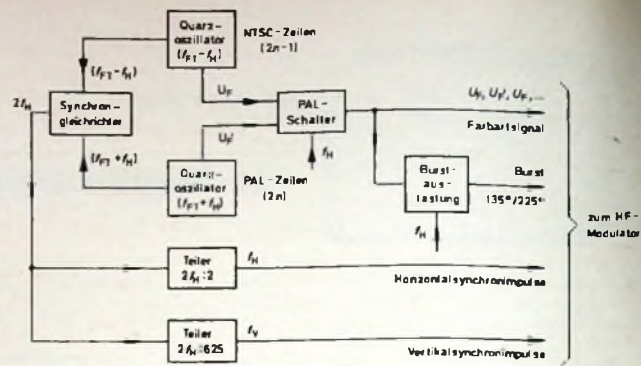 Quarz-
oszillator
(fFT–fH)
NTSC-Zeilen
(2n-1)
(fFT–fH)
2fH
Synchron-
gleichrichter
UF
PAL-
Schalter
UF, U'F, UF, ...
Farbartsignal
(fFT+fH)
U'F
fH
Quarz-
oszillator
(fFT+fH)
PAL-Zeilen
(2n)
Burst-
aus-
tastung
Burst
135°/225°
fH
zum HF-
Modulator
Teiler
2fH:2
fH
Horizontalsynchronimpulse
Teiler
2fH:625
fV
Vertikalsynchronimpulse